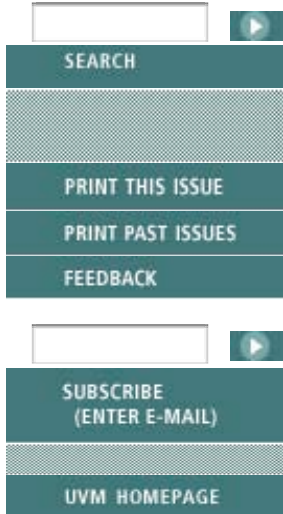 SEARCH
PRINT THIS ISSUE
PRINT PAST ISSUES
FEEDBACK
SUBSCRIBE
(ENTER E-MAIL)
UVM HOMEPAGE